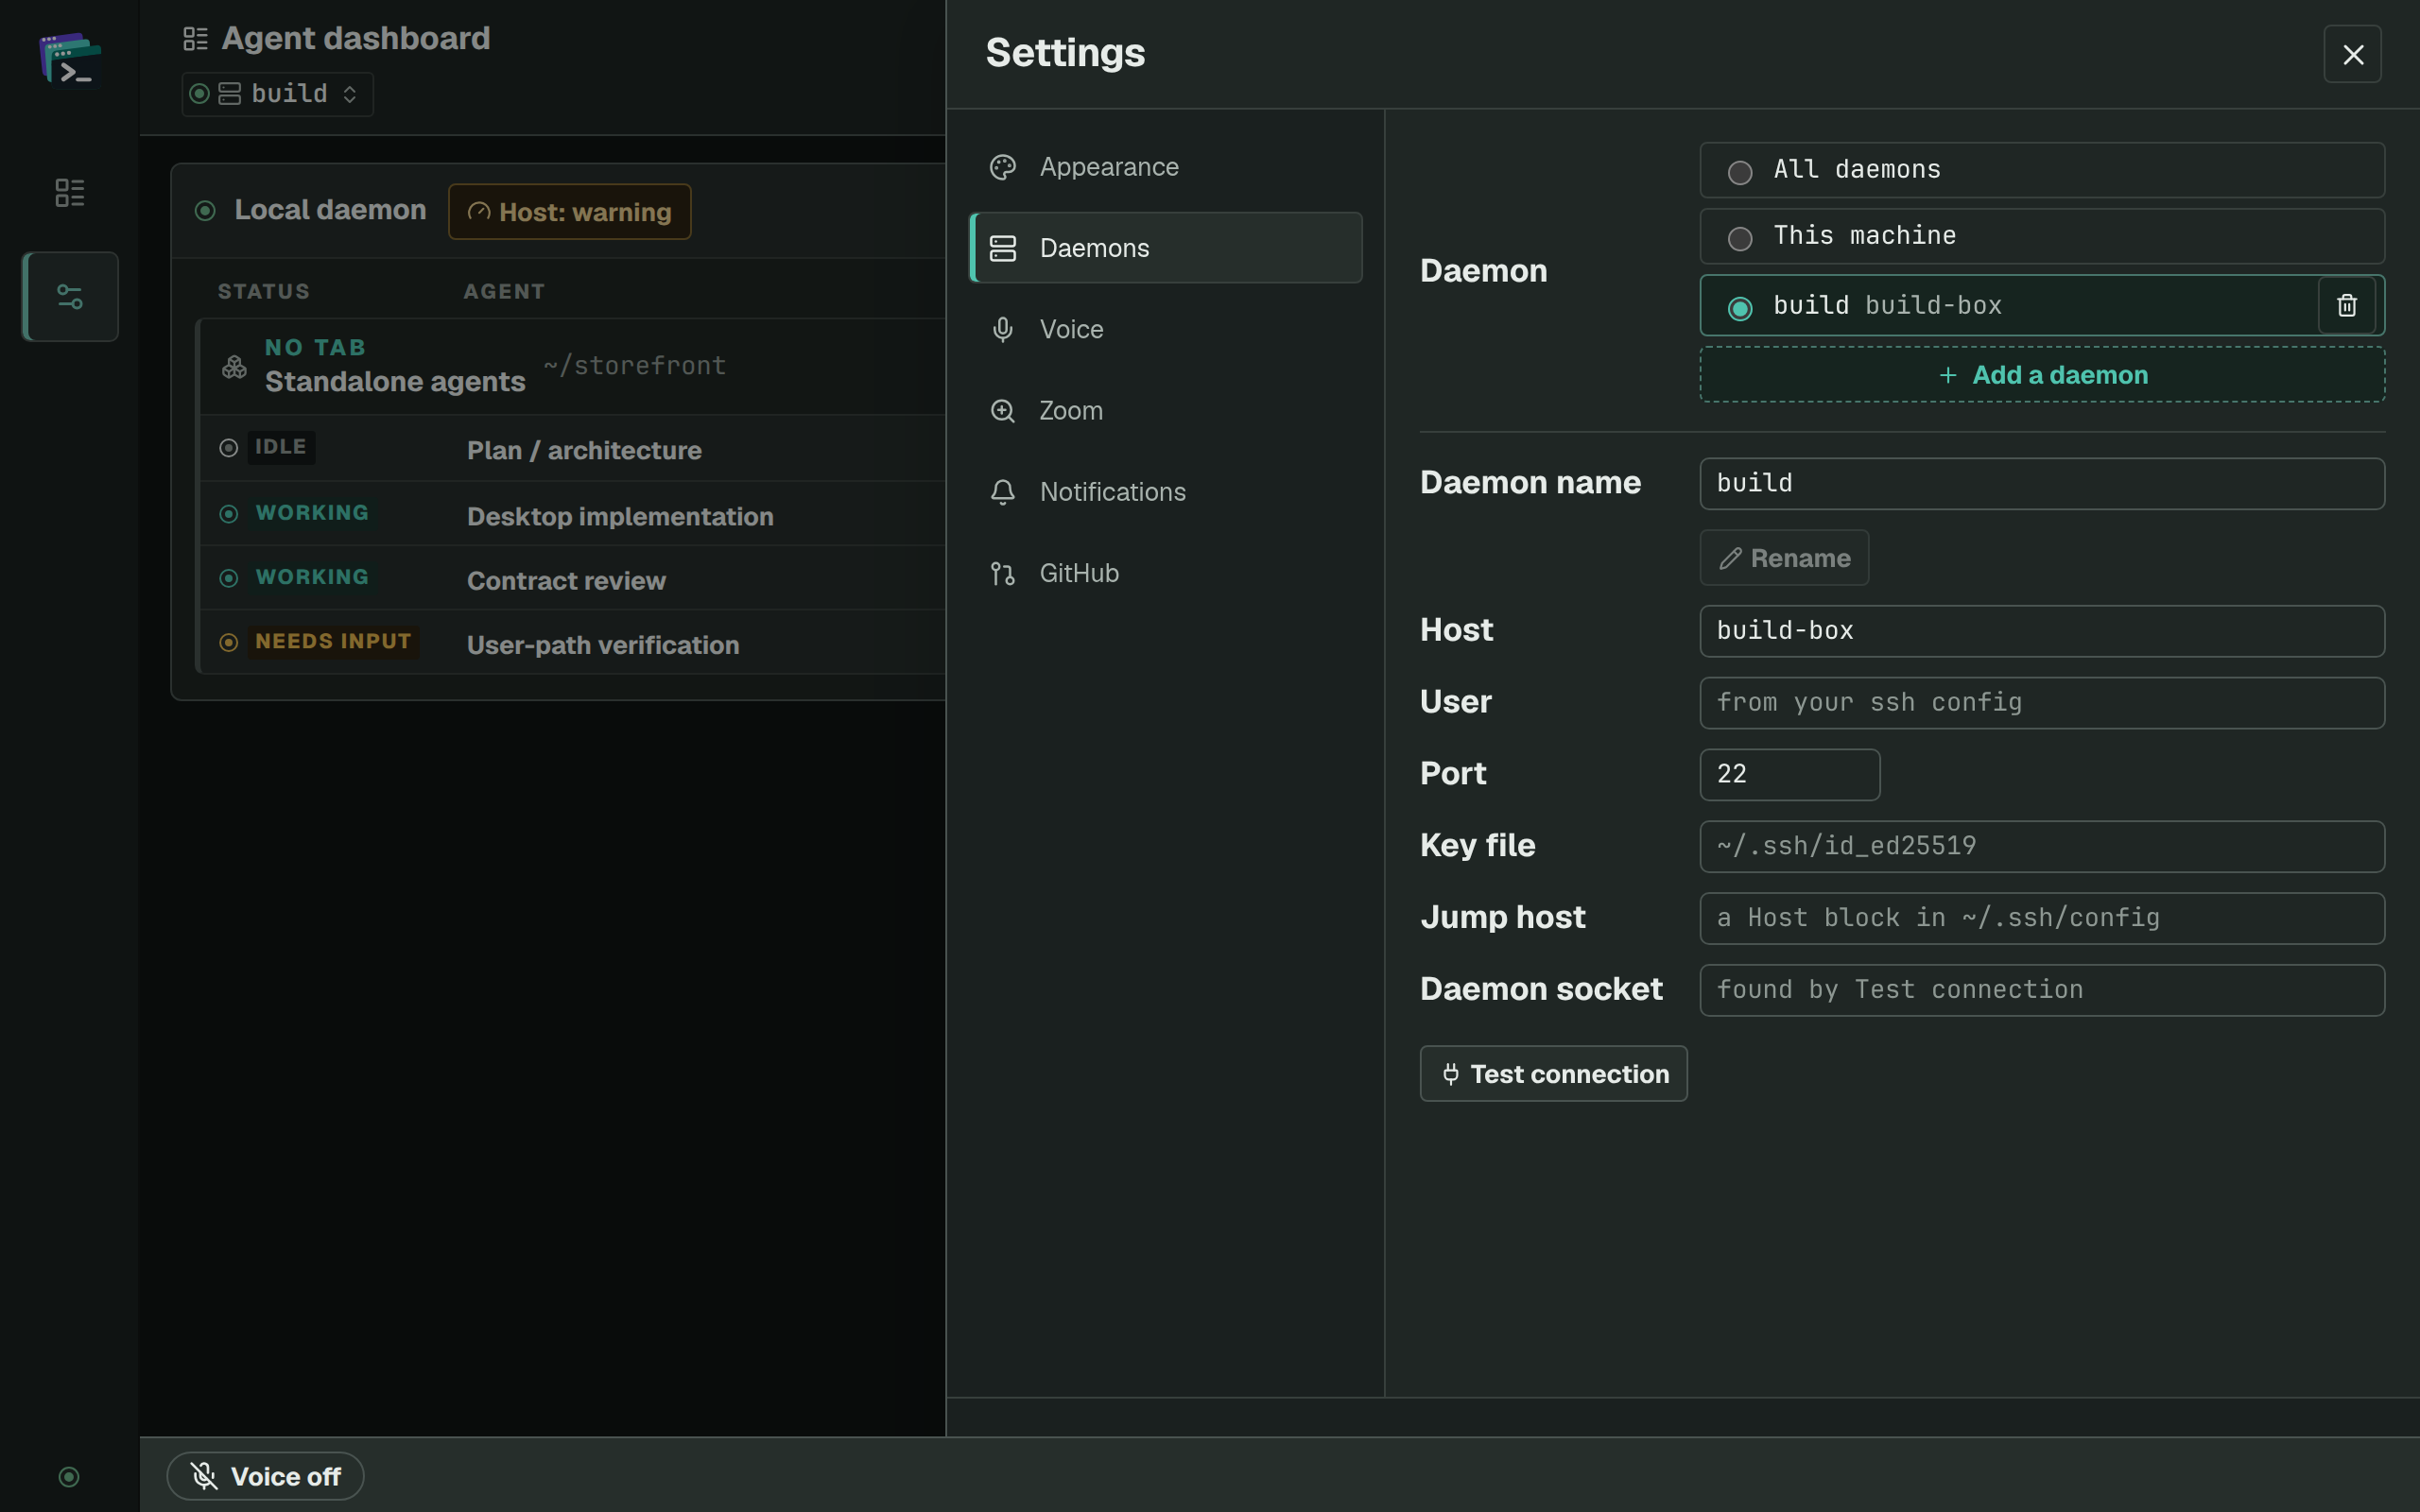 Agent dashboard
build
Local daemon
Host: warning
STATUS
AGENT
NO TAB
Standalone agents
~/storefront
IDLE
Plan / architecture
WORKING
Desktop implementation
WORKING
Contract review
NEEDS INPUT
User-path verification
Voice off
Settings
Appearance
Daemons
Voice
Zoom
Notifications
GitHub
Daemon
All daemons
This machine
build build-box
+ Add a daemon
Daemon name
build
Rename
Host
build-box
User
from your ssh config
Port
22
Key file
~/.ssh/id_ed25519
Jump host
a Host block in ~/.ssh/config
Daemon socket
found by Test connection
Test connection